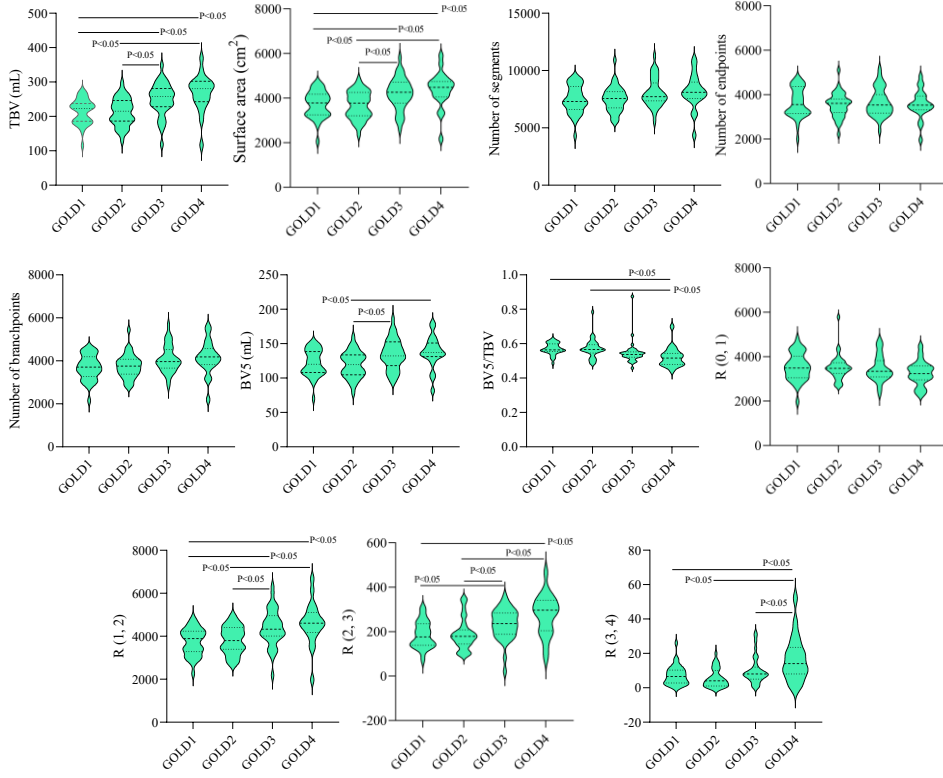 TBV (mL)
500
400
300
200
100
0
P<0.05
P<0.05
P<0.05
P<0.05
GOLD1
GOLD2
GOLD3
GOLD4
Surface area (cm²)
8000
6000
4000
2000
0
P<0.05
P<0.05
P<0.05
P<0.05
GOLD1
GOLD2
GOLD3
GOLD4
Number of segments
15000
10000
5000
0
GOLD1
GOLD2
GOLD3
GOLD4
Number of endpoints
8000
6000
4000
2000
0
GOLD1
GOLD2
GOLD3
GOLD4
Number of branchpoints
8000
6000
4000
2000
0
GOLD1
GOLD2
GOLD3
GOLD4
BV5 (mL)
250
200
150
100
50
0
P<0.05
P<0.05
GOLD1
GOLD2
GOLD3
GOLD4
BV5/TBV
1.0
0.8
0.6
0.4
0.2
0.0
P<0.05
P<0.05
GOLD1
GOLD2
GOLD3
GOLD4
R (0, 1)
8000
6000
4000
2000
0
GOLD1
GOLD2
GOLD3
GOLD4
R (1, 2)
8000
6000
4000
2000
0
P<0.05
P<0.05
P<0.05
P<0.05
GOLD1
GOLD2
GOLD3
GOLD4
R (2, 3)
600
400
200
0
-200
P<0.05
P<0.05
P<0.05
P<0.05
GOLD1
GOLD2
GOLD3
GOLD4
R (3, 4)
80
60
40
20
0
-20
P<0.05
P<0.05
P<0.05
GOLD1
GOLD2
GOLD3
GOLD4